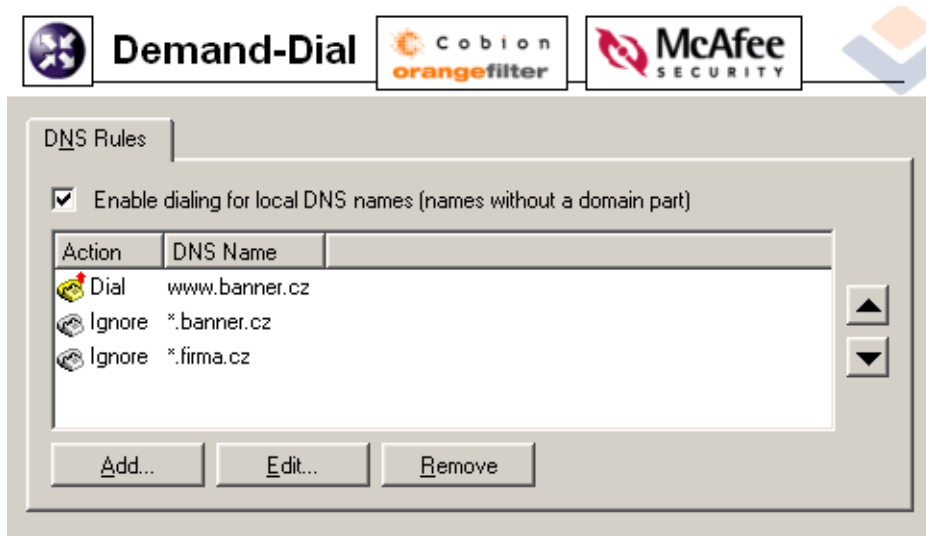 Demand-Dial
Cobion
orangefilter
McAfee
SECURITY
DNS Rules
Enable dialing for local DNS names (names without a domain part)
Action DNS Name
Dial www.banner.cz
Ignore *.banner.cz
Ignore *.firma.cz
Add... Edit... Remove